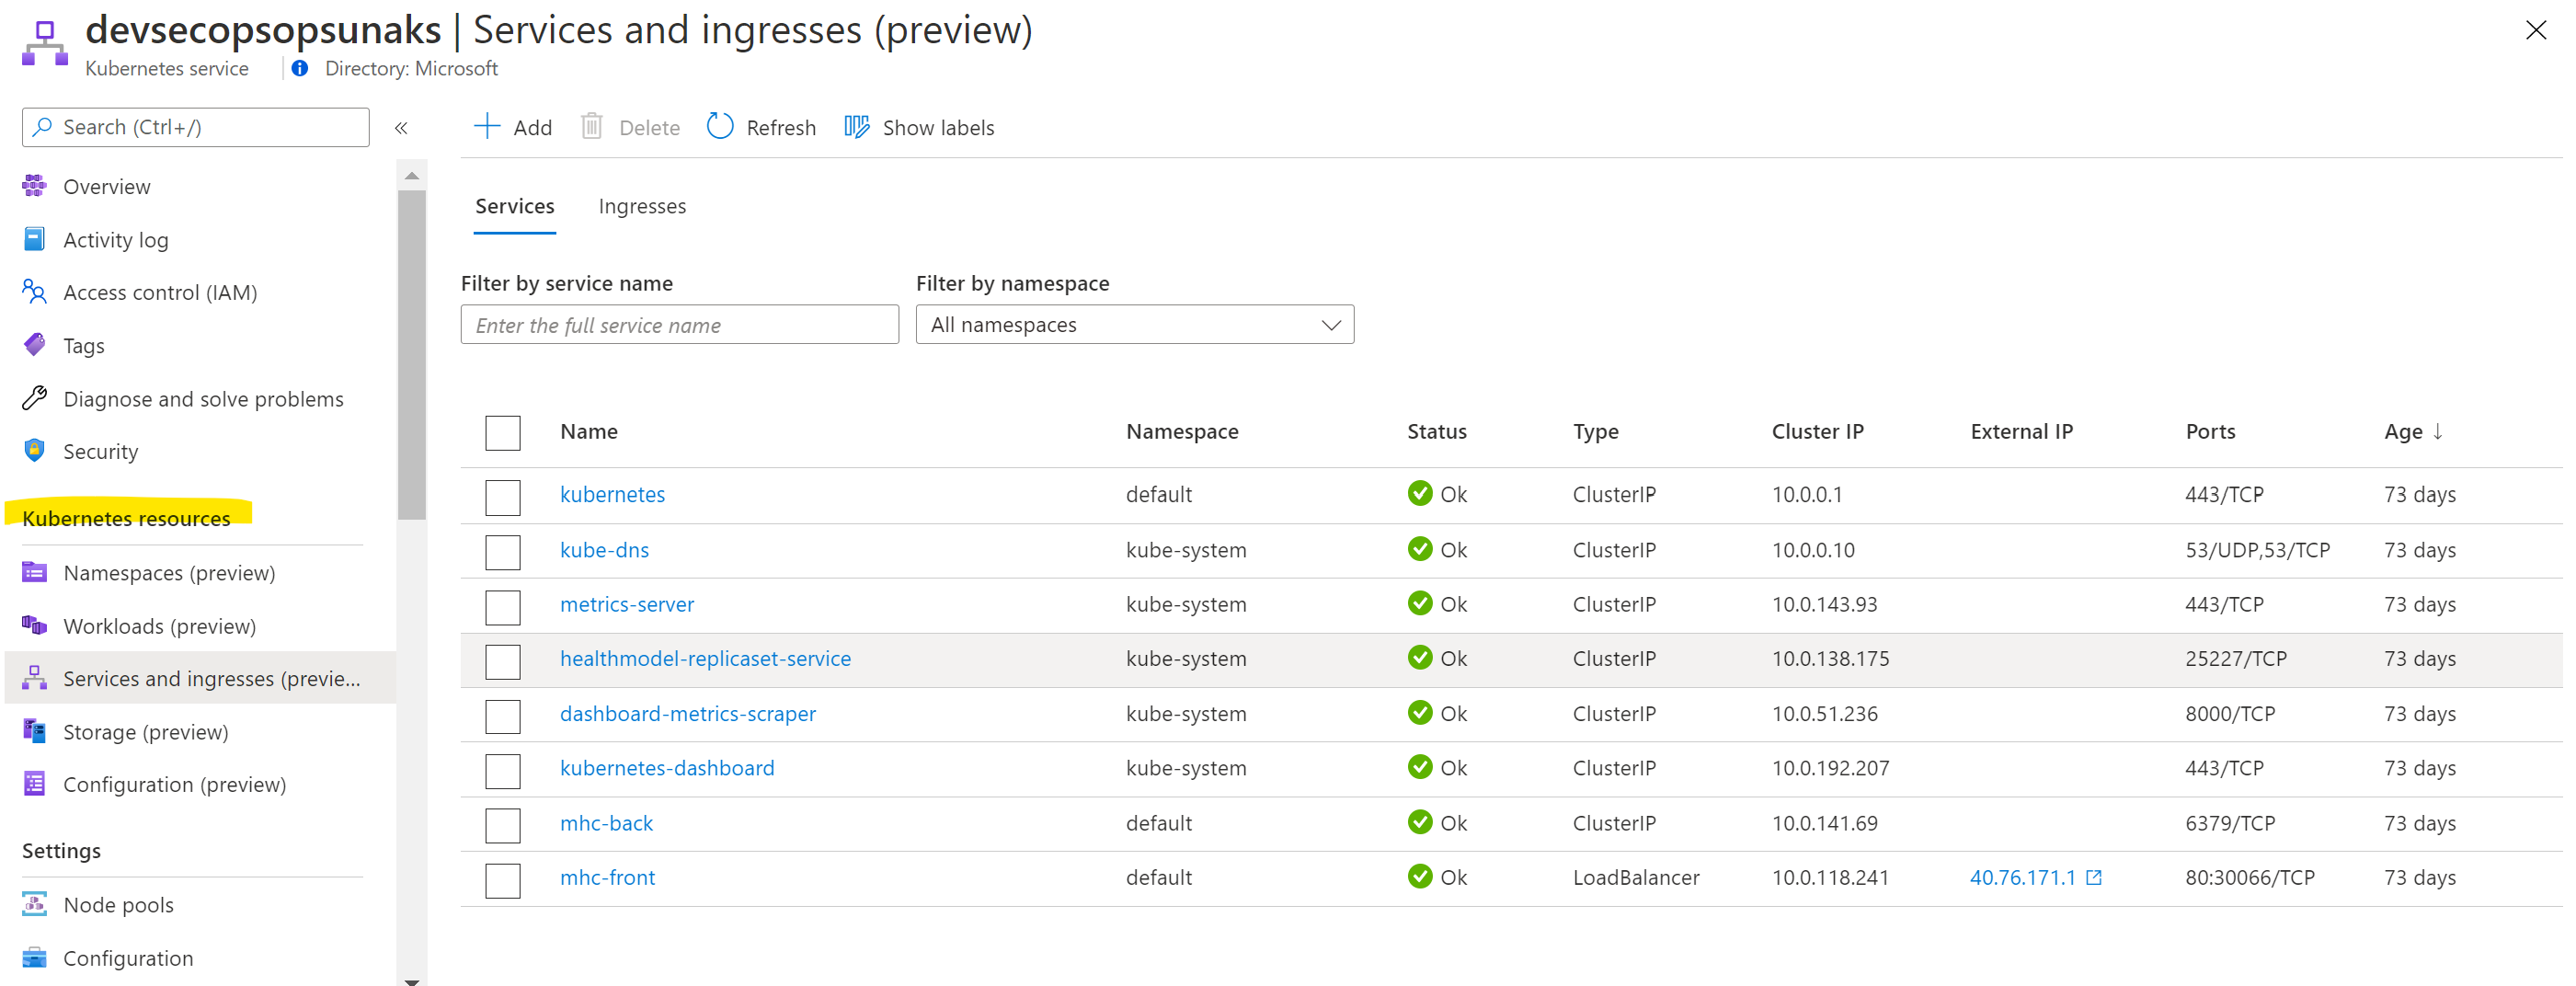 devsecopsopsunaks | Services and ingresses (preview)
Kubernetes service
Directory: Microsoft
Search (Ctrl+/)
«
Overview
Activity log
Access control (IAM)
Tags
Diagnose and solve problems
Security
Kubernetes resources
Namespaces (preview)
Workloads (preview)
Services and ingresses (previe...
Storage (preview)
Configuration (preview)
Settings
Node pools
Configuration
Add Delete Refresh Show labels
Services Ingresses
Filter by service name Filter by namespace
Enter the full service name All namespaces
Name Namespace Status Type Cluster IP External IP Ports Age ↓
kubernetes default Ok ClusterIP 10.0.0.1 443/TCP 73 days
kube-dns kube-system Ok ClusterIP 10.0.0.10 53/UDP,53/TCP 73 days
metrics-server kube-system Ok ClusterIP 10.0.143.93 443/TCP 73 days
healthmodel-replicaset-service kube-system Ok ClusterIP 10.0.138.175 25227/TCP 73 days
dashboard-metrics-scraper kube-system Ok ClusterIP 10.0.51.236 8000/TCP 73 days
kubernetes-dashboard kube-system Ok ClusterIP 10.0.192.207 443/TCP 73 days
mhc-back default Ok ClusterIP 10.0.141.69 6379/TCP 73 days
mhc-front default Ok LoadBalancer 10.0.118.241 40.76.171.1 80:30066/TCP 73 days